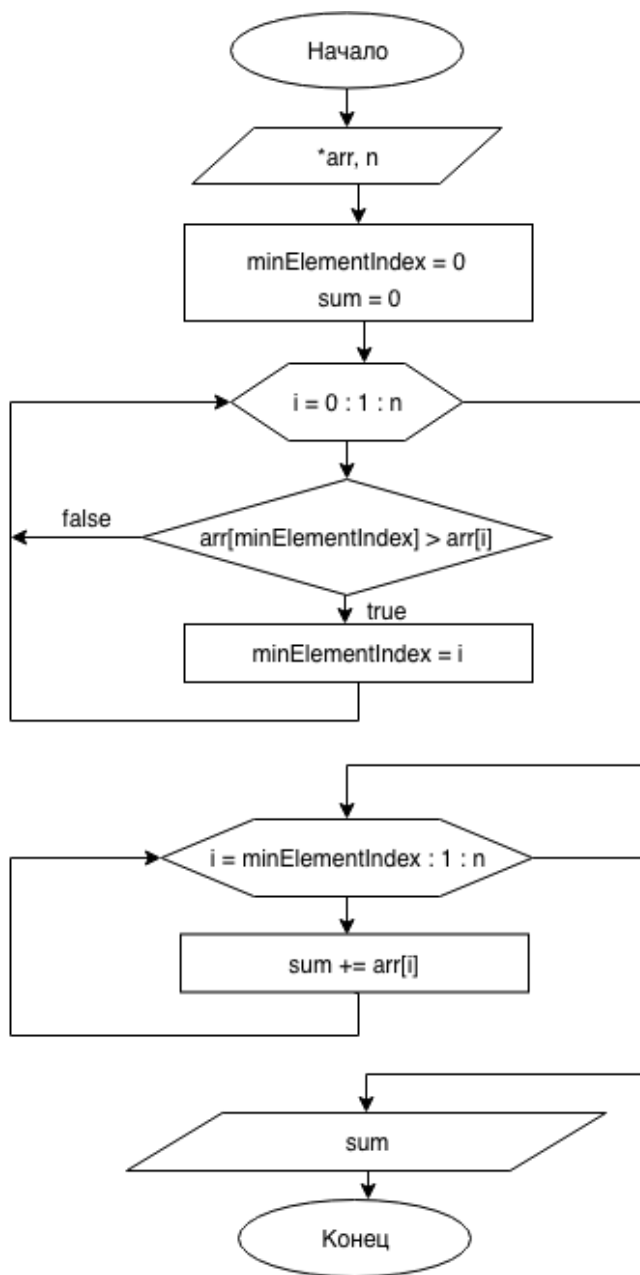 Начало
*arr, n
minElementIndex = 0
sum = 0
i = 0 : 1 : n
false
arr[minElementIndex] > arr[i]
true
minElementIndex = i
i = minElementIndex : 1 : n
sum += arr[i]
sum
Конец